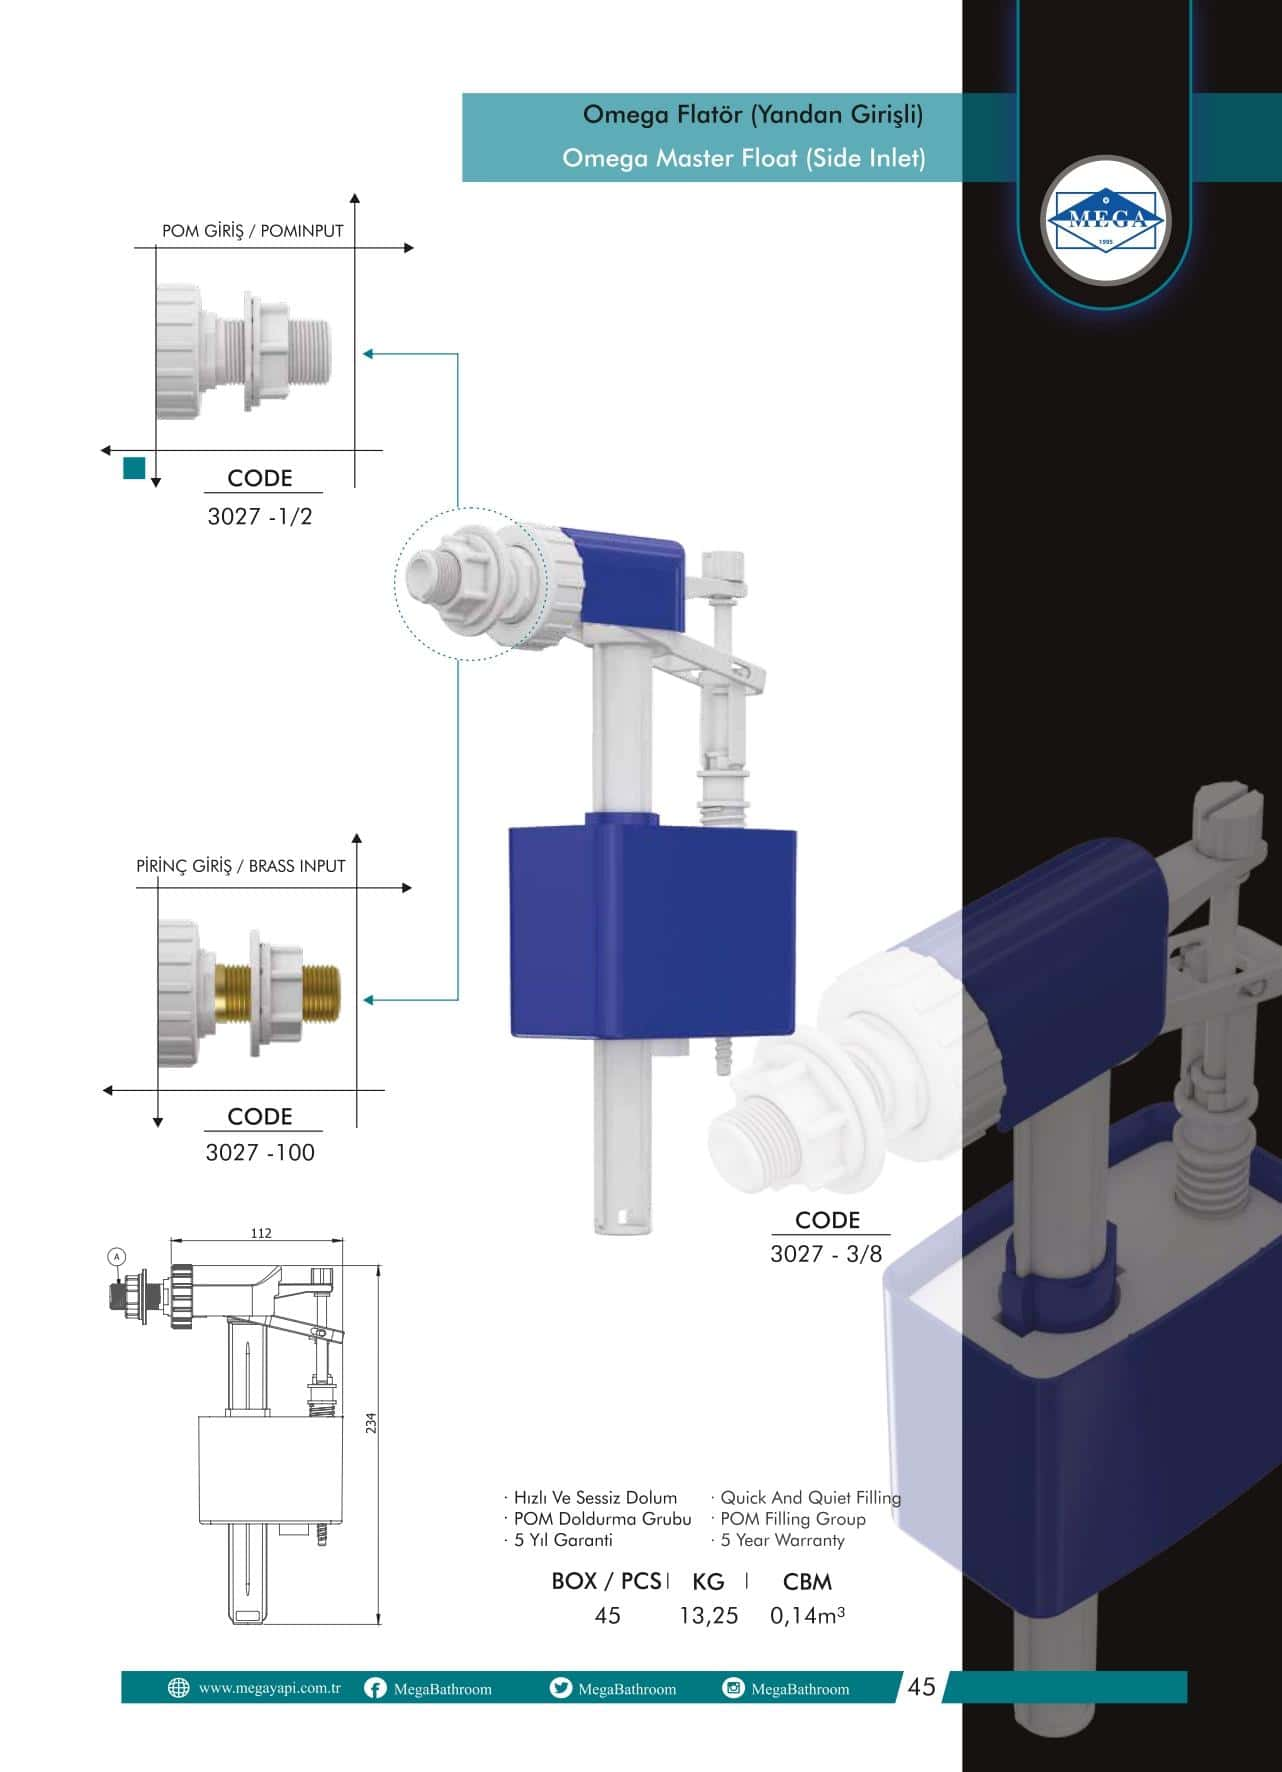 Omega Flatör (Yandan Girişli)
Omega Master Float (Side Inlet)
MEGA
1995
POM GİRİŞ / POMINPUT
CODE
3027 -1/2
PİRİNÇ GİRİŞ / BRASS INPUT
CODE
3027 -100
CODE
3027 - 3/8
112
A
234
· Hızlı Ve Sessiz Dolum
· POM Doldurma Grubu
· 5 Yıl Garanti
· Quick And Quiet Filling
· POM Filling Group
· 5 Year Warranty
BOX / PCS | KG | CBM
45 13,25 0,14m³
www.megayapi.com.tr MegaBathroom MegaBathroom MegaBathroom 45